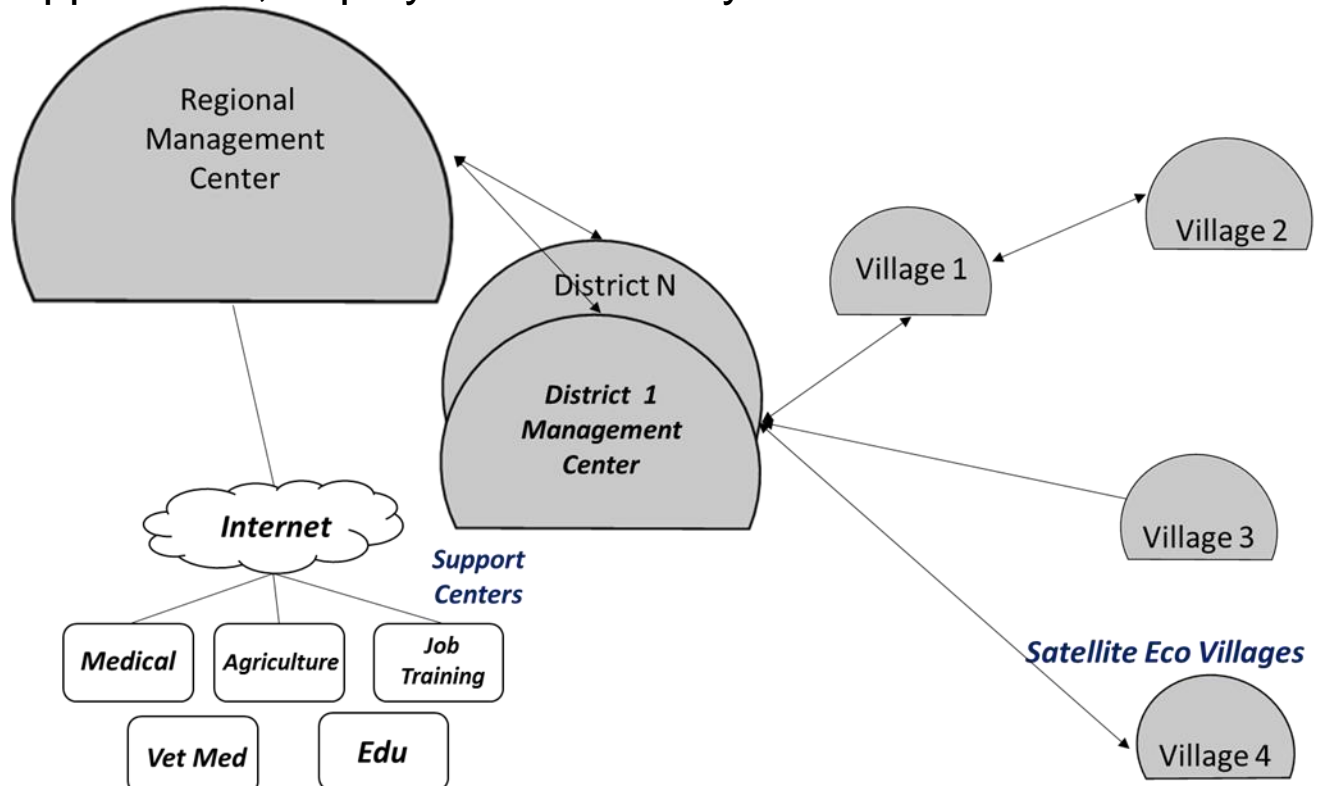 Regional
Management
Center
District N
District 1
Management
Center
Village 1
Village 2
Village 3
Satellite Eco Villages
Village 4
Internet
Support
Centers
Medical
Agriculture
Job
Training
Vet Med
Edu